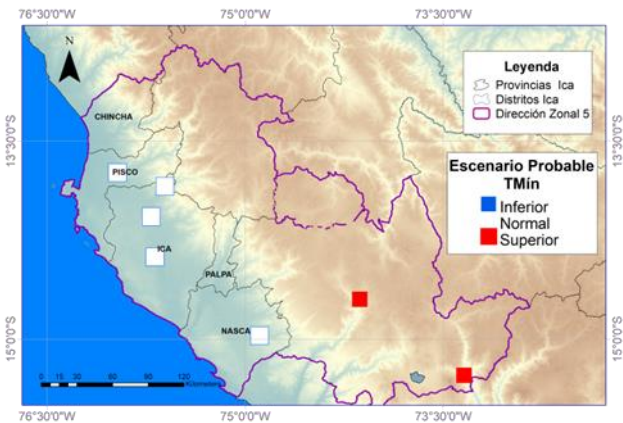 76°30'0"W 75°0'0"W 73°30'0"W
N
Leyenda
Provincias Ica
Distritos Ica
Dirección Zonal 5
CHINCHA
13°30'0"S 13°30'0"S
Escenario Probable
TMín
Inferior
Normal
Superior
PISCO
ICA
PALPA
NASCA
15°0'0"S 15°0'0"S
0 15 30 60 90 120
Kilometers
76°30'0"W 75°0'0"W 73°30'0"W